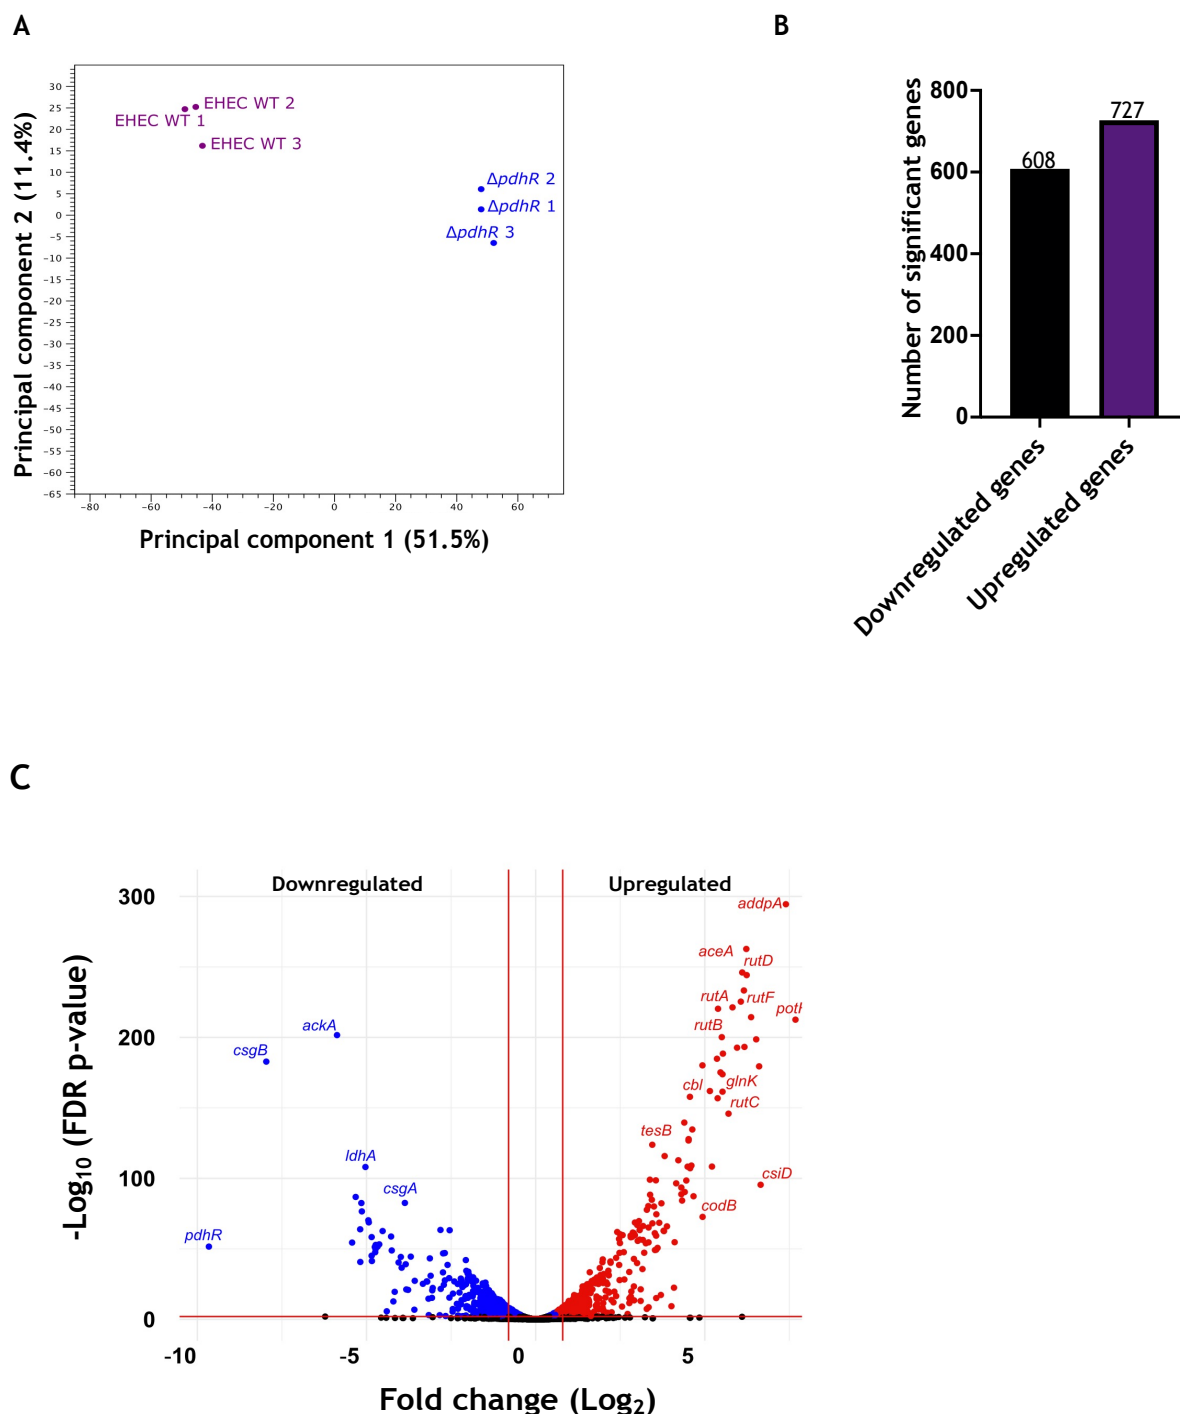 A
B
30
25
20
15
10
5
0
-5
-10
-15
-20
-25
-30
-35
-40
-45
-50
-55
-60
-65
Principal component 2 (11.4%)
EHEC WT 2
EHEC WT 1
EHEC WT 3
ΔpdhR 2
ΔpdhR 1
ΔpdhR 3
-80
-60
-40
-20
0
20
40
60
Principal component 1 (51.5%)
Number of significant genes
800
600
400
200
0
608
727
Downregulated genes
Upregulated genes
C
Downregulated
Upregulated
-Log₁₀ (FDR p-value)
300
200
100
0
addpA
aceA
rutD
rutA
rutF
potH
ackA
rutB
csgB
cbl
glnK
rutC
tesB
ldhA
csiD
csgA
codB
pdhR
-10
-5
0
5
Fold change (Log₂)